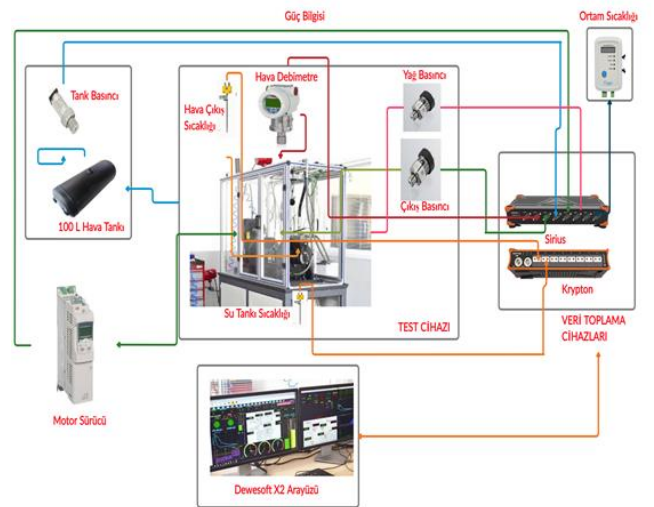 Güç Bilgisi
Ortam Sıcaklığı
Tank Basıncı
100 L Hava Tankı
Hava Debimetre
Hava Çıkış
Sıcaklığı
Yağ Basıncı
Çıkış Basıncı
Sirius
Krypton
Su Tankı Sıcaklığı
TEST CİHAZI
VERİ TOPLAMA
CİHAZLARI
Motor Sürücü
Dewesoft X2 Arayüzü